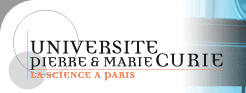 UNIVERSITE
PIERRE & MARIE CURIE
LA SCIENCE A PARIS